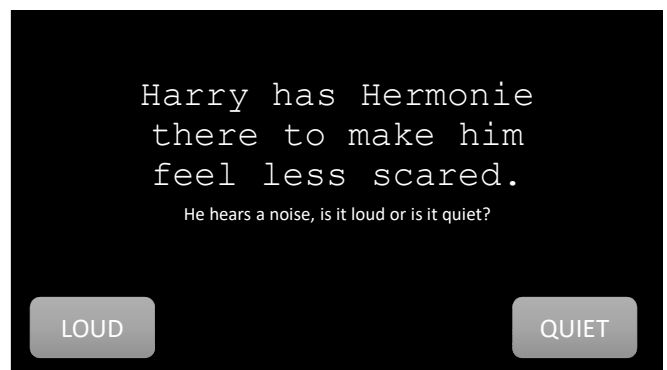 Harry has Hermonie
there to make him
feel less scared.
He hears a noise, is it loud or is it quiet?
LOUD
QUIET